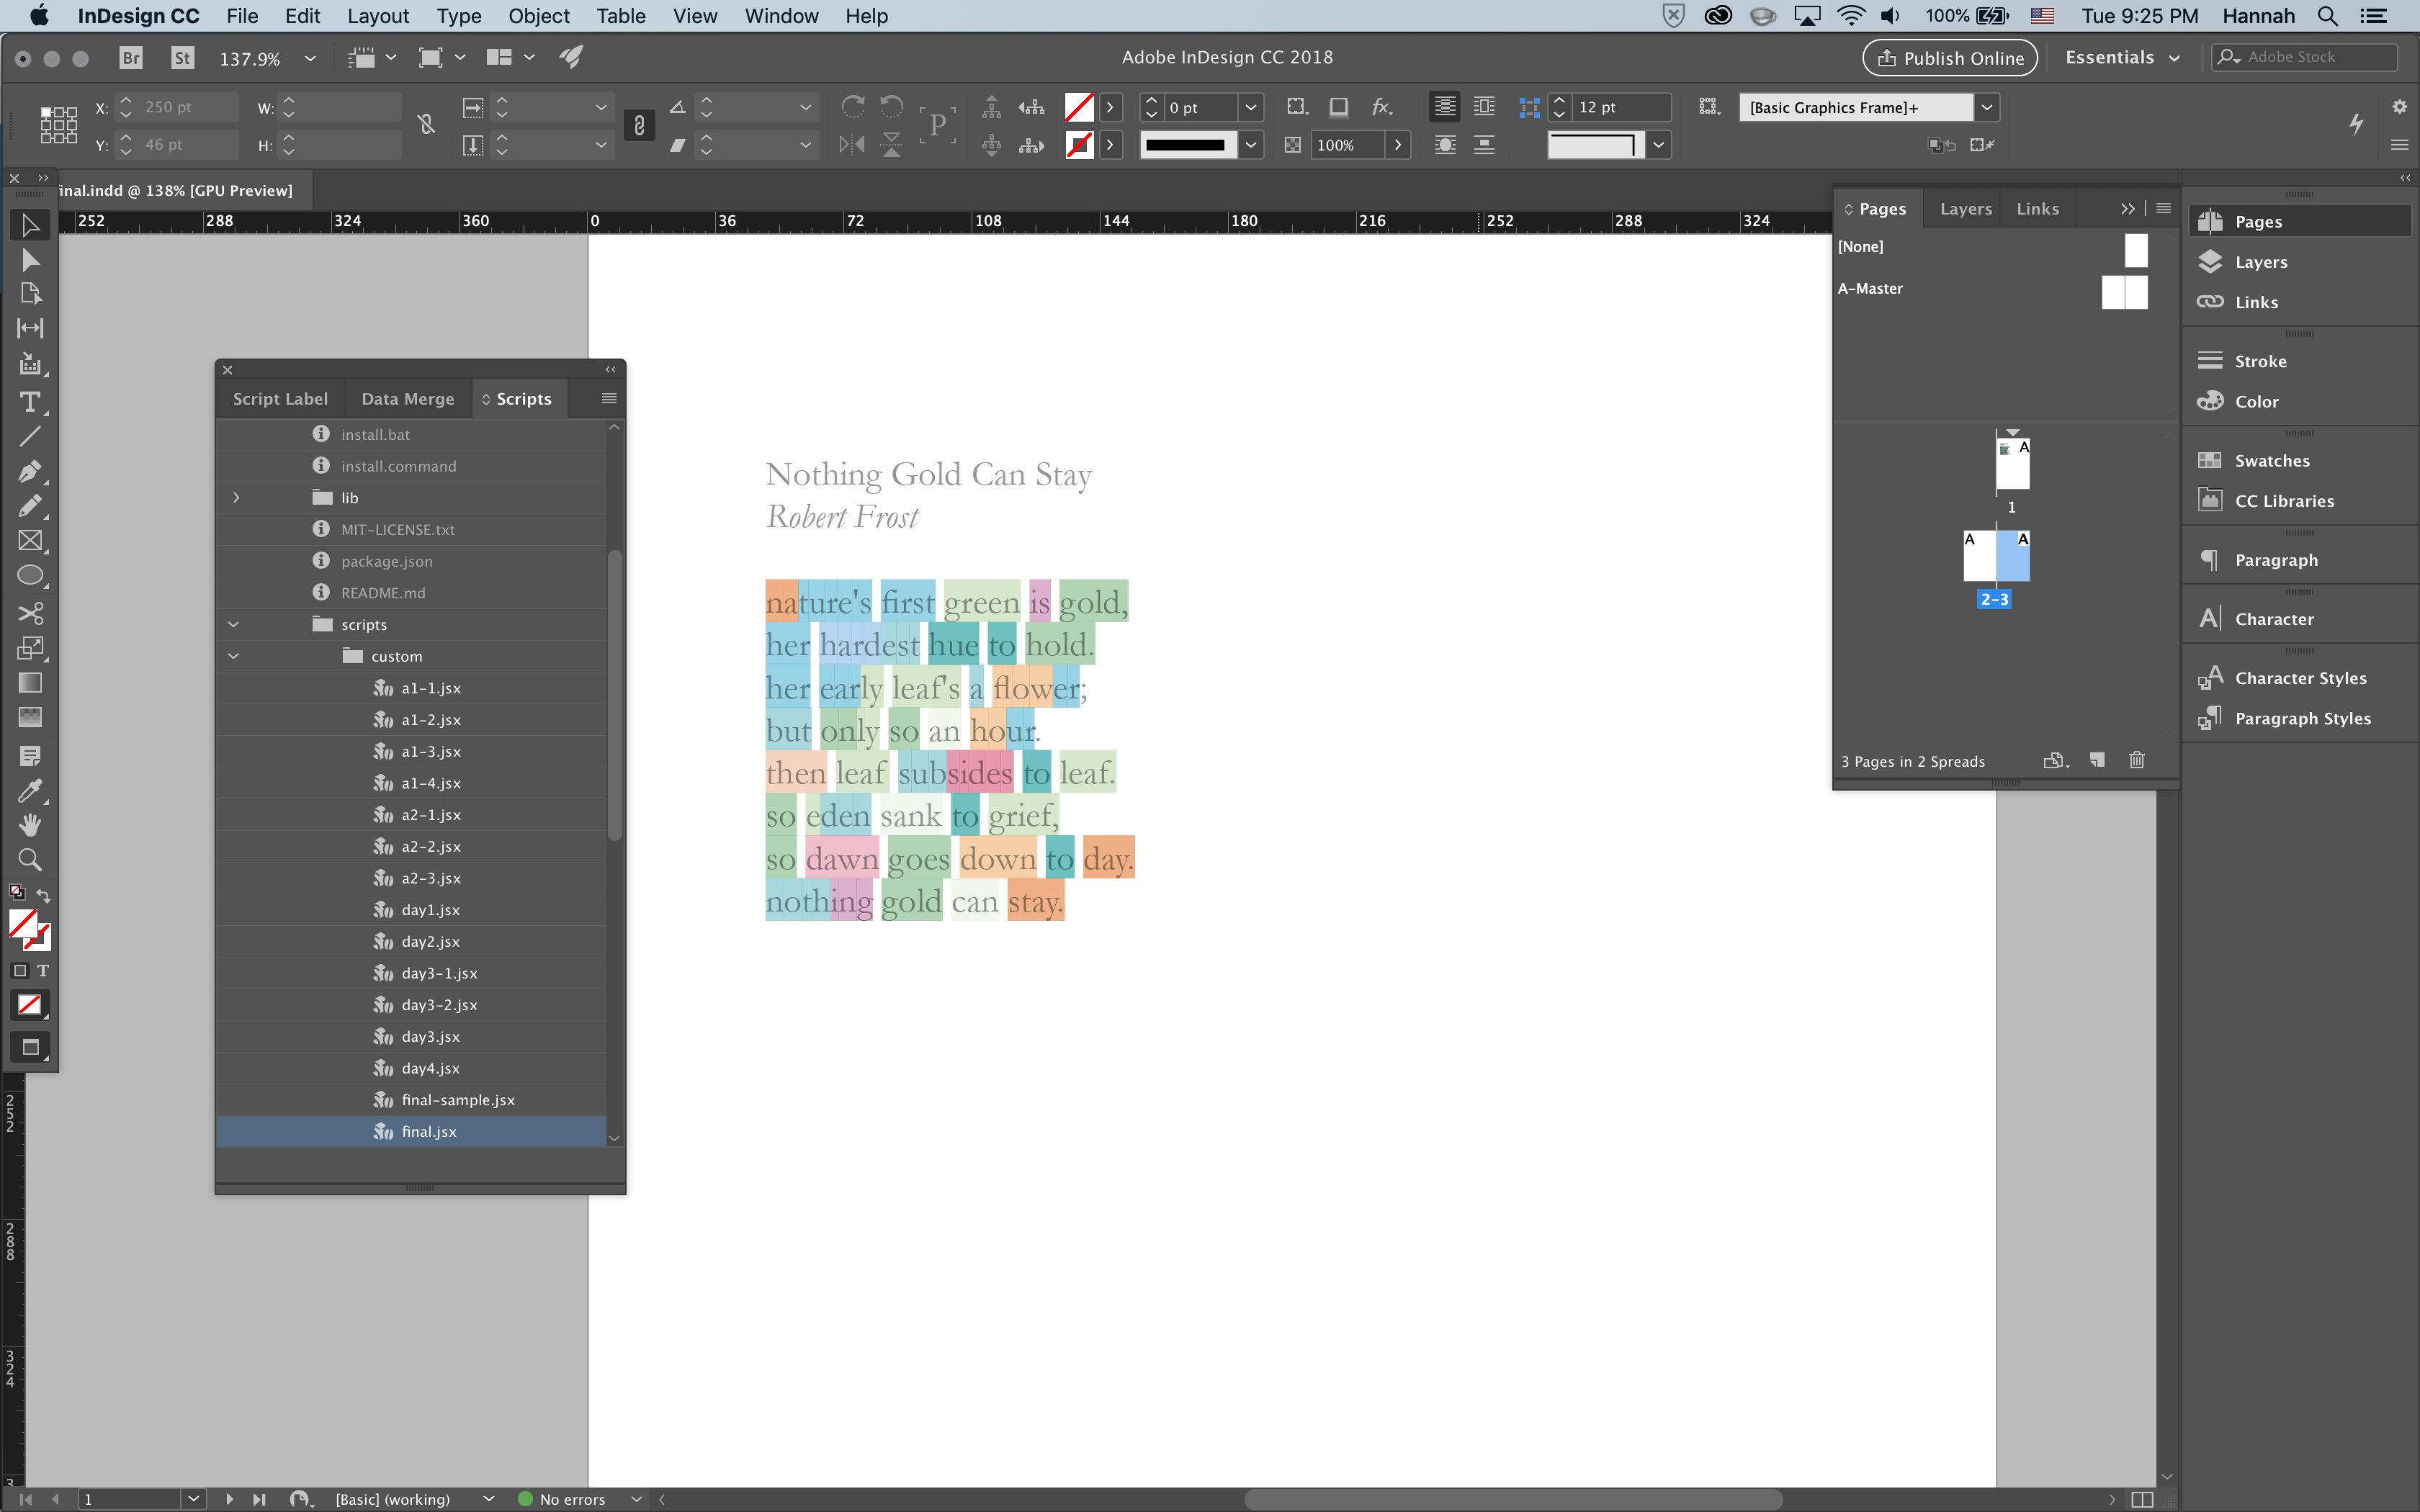 InDesign CC File Edit Layout Type Object Table View Window Help 100% Tue 9:25 PM Hannah
Br St 137.9% Adobe InDesign CC 2018 Publish Online Essentials Adobe Stock
X: 250 pt W: 0 pt 12 pt [Basic Graphics Frame]+
Y: 46 pt H: P fx. 100%
inal.indd @ 138% [GPU Preview]
252 288 324 360 0 36 72 108 144 180 216 252 288 324
Script Label Data Merge Scripts
install.bat
install.command
lib
MIT-LICENSE.txt
package.json
README.md
scripts
custom
a1-1.jsx
a1-2.jsx
a1-3.jsx
a1-4.jsx
a2-1.jsx
a2-2.jsx
a2-3.jsx
day1.jsx
day2.jsx
day3-1.jsx
day3-2.jsx
day3.jsx
day4.jsx
final-sample.jsx
final.jsx
Nothing Gold Can Stay
Robert Frost
nature's first green is gold,
her hardest hue to hold.
her early leaf's a flower;
but only so an hour.
then leaf subsides to leaf.
so eden sank to grief,
so dawn goes down to day.
nothing gold can stay.
Pages Layers Links
[None]
A-Master
A
1
A A
2-3
3 Pages in 2 Spreads
Pages
Layers
Links
Stroke
Color
Swatches
CC Libraries
Paragraph
Character
Character Styles
Paragraph Styles
T
T
252
288
324
3
1 [Basic] (working) No errors